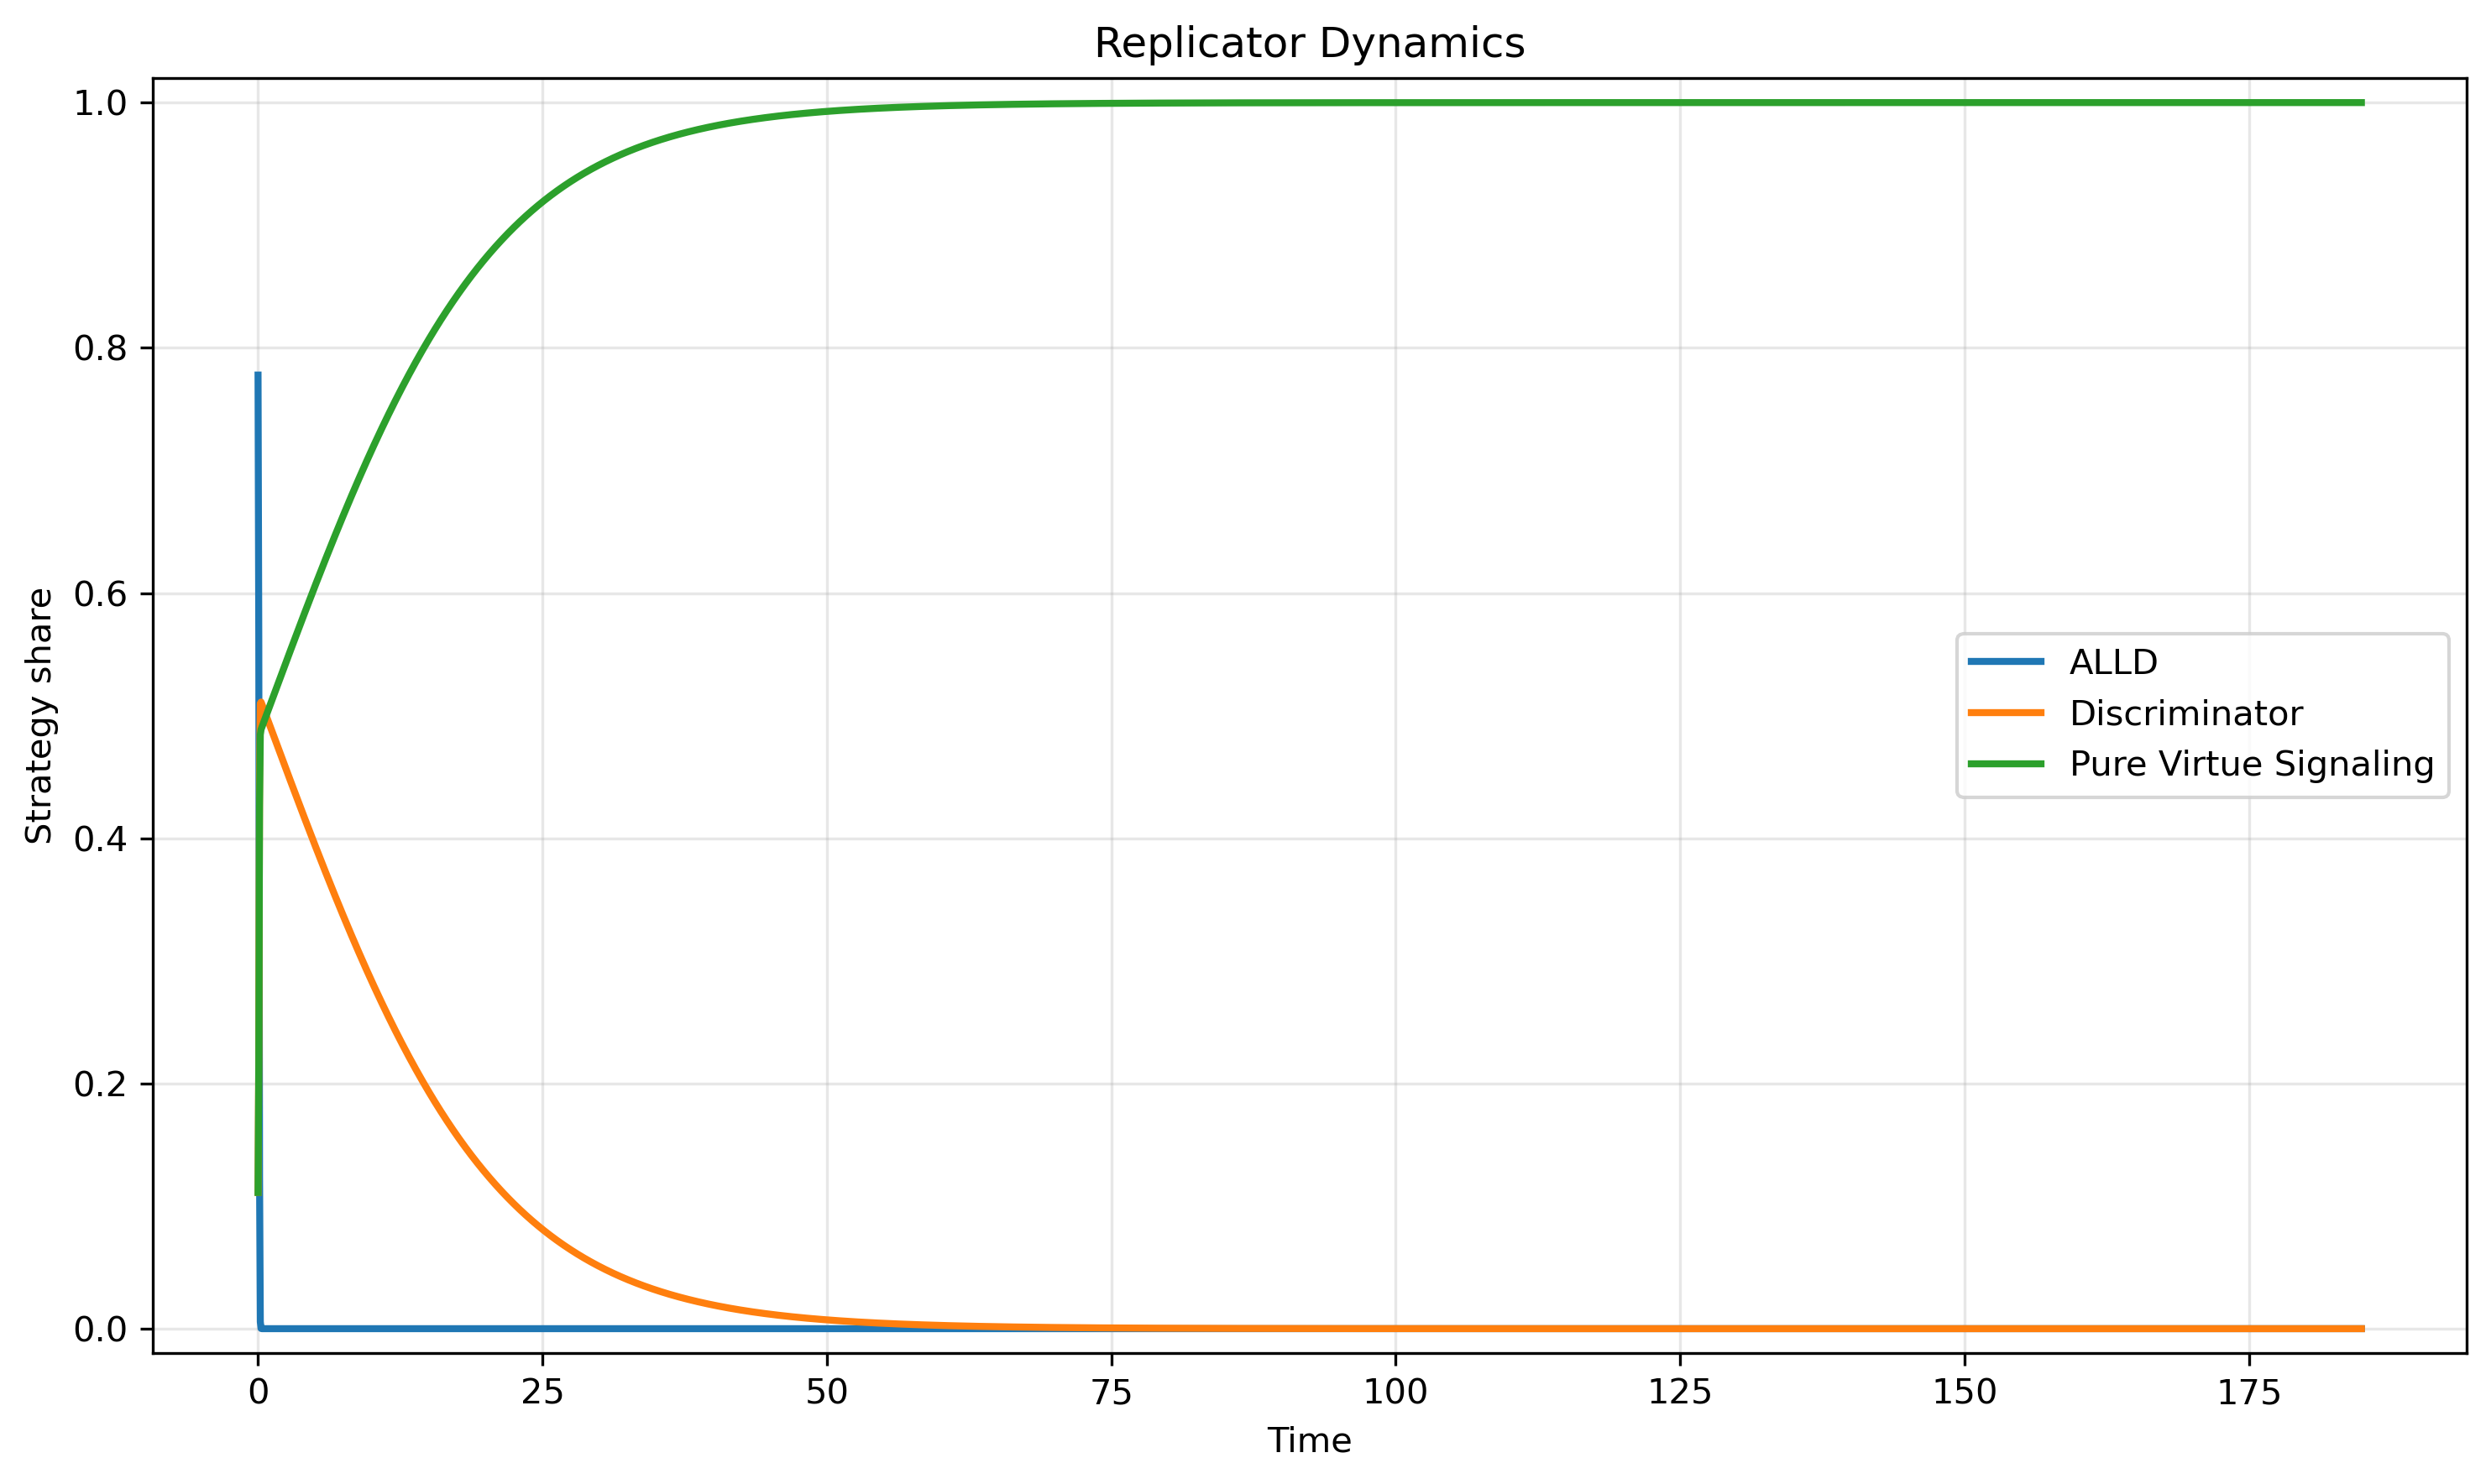 Replicator Dynamics
1.0
0.8
0.6
0.4
0.2
0.0
Strategy share
ALLD
Discriminator
Pure Virtue Signaling
0 25 50 75 100 125 150 175
Time